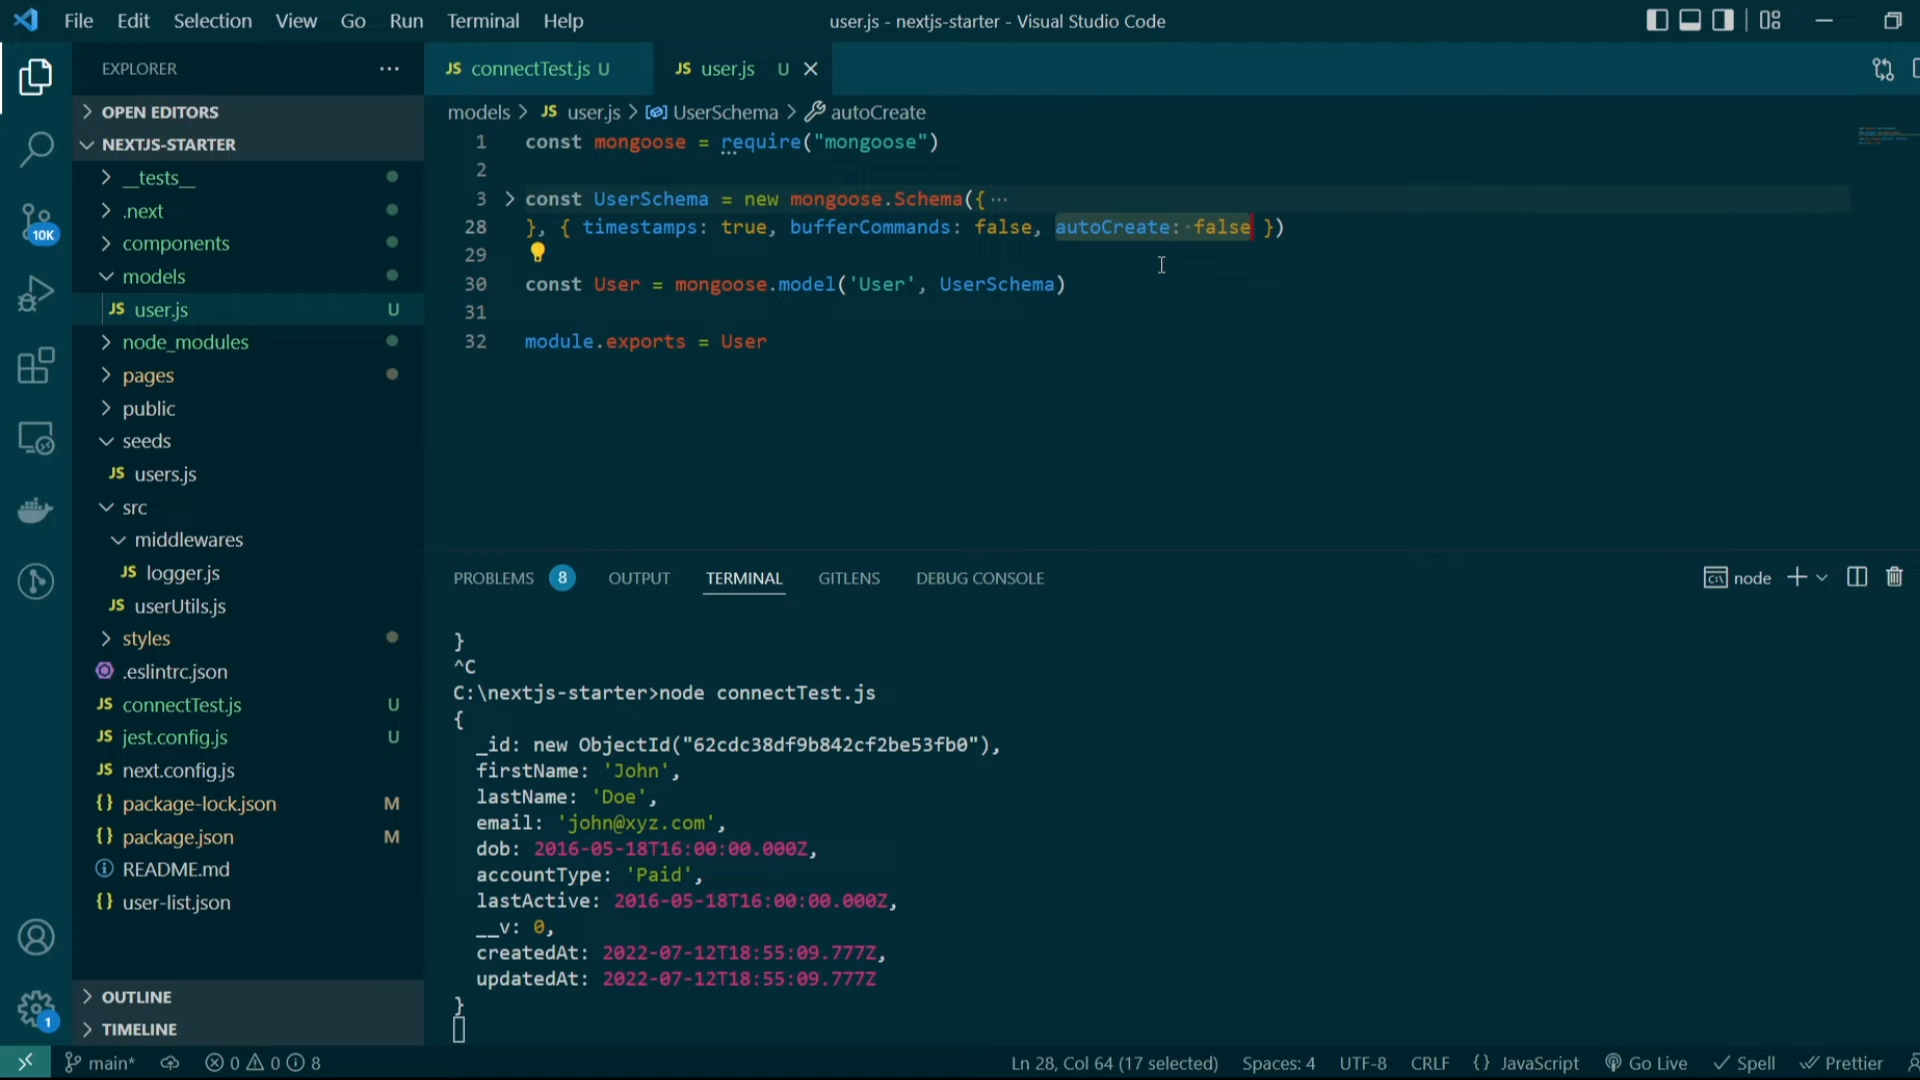 File Edit Selection View Go Run Terminal Help
user.js - nextjs-starter - Visual Studio Code
EXPLORER
OPEN EDITORS
NEXTJS-STARTER
__tests__
.next
components
models
JS user.js U
node_modules
pages
public
seeds
JS users.js
src
middlewares
JS logger.js
JS userUtils.js
styles
.eslintrc.json
JS connectTest.js U
JS jest.config.js U
JS next.config.js
{} package-lock.json M
{} package.json M
README.md
{} user-list.json
OUTLINE
TIMELINE
10K
1
JS connectTest.js U JS user.js U
models > JS user.js > UserSchema > autoCreate
1 const mongoose = require("mongoose")
2
3 const UserSchema = new mongoose.Schema({ ...
28 }, { timestamps: true, bufferCommands: false, autoCreate: false })
29
30 const User = mongoose.model('User', UserSchema)
31
32 module.exports = User
PROBLEMS 8 OUTPUT TERMINAL GITLENS DEBUG CONSOLE node
}
^C
C:\nextjs-starter>node connectTest.js
{
_id: new ObjectId("62cdc38df9b842cf2be53fb0"),
firstName: 'John',
lastName: 'Doe',
email: 'john@xyz.com',
dob: 2016-05-18T16:00:00.000Z,
accountType: 'Paid',
lastActive: 2016-05-18T16:00:00.000Z,
__v: 0,
createdAt: 2022-07-12T18:55:09.777Z,
updatedAt: 2022-07-12T18:55:09.777Z
}
main* 0 0 8 Ln 28, Col 64 (17 selected) Spaces: 4 UTF-8 CRLF {} JavaScript Go Live Spell Prettier